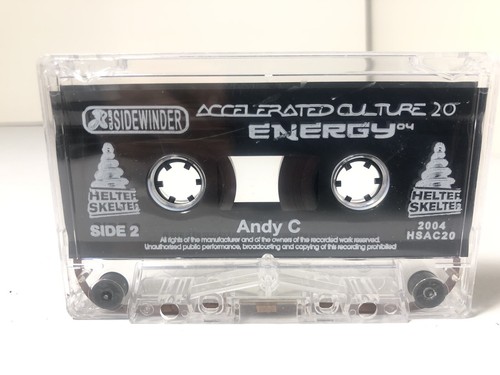 SIDEWINDER
ACCELERATED CULTURE 20
ENERGY04
HELTER
SKELTER
HELTER
SKELTER
SIDE 2
Andy C
2004
HSAC20
All rights of the manufacturer and of the owners of the recorded work reserved.
Unauthorised public performance, broadcasting and copying of this recording prohibited